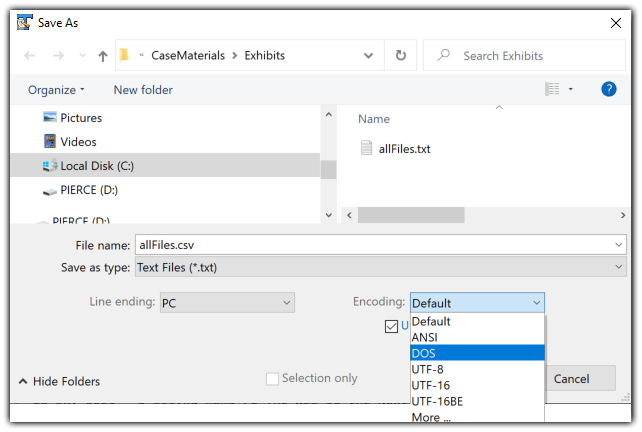 Save As
« CaseMaterials > Exhibits
Search Exhibits
Organize
New folder
Pictures
Videos
Local Disk (C:)
PIERCE (D:)
PIERCE (D:)
Name
allFiles.txt
File name: allFiles.csv
Save as type: Text Files (*.txt)
Line ending: PC
Encoding: Default
Default
U
ANSI
DOS
UTF-8
UTF-16
UTF-16BE
More ...
Hide Folders
Selection only
Cancel